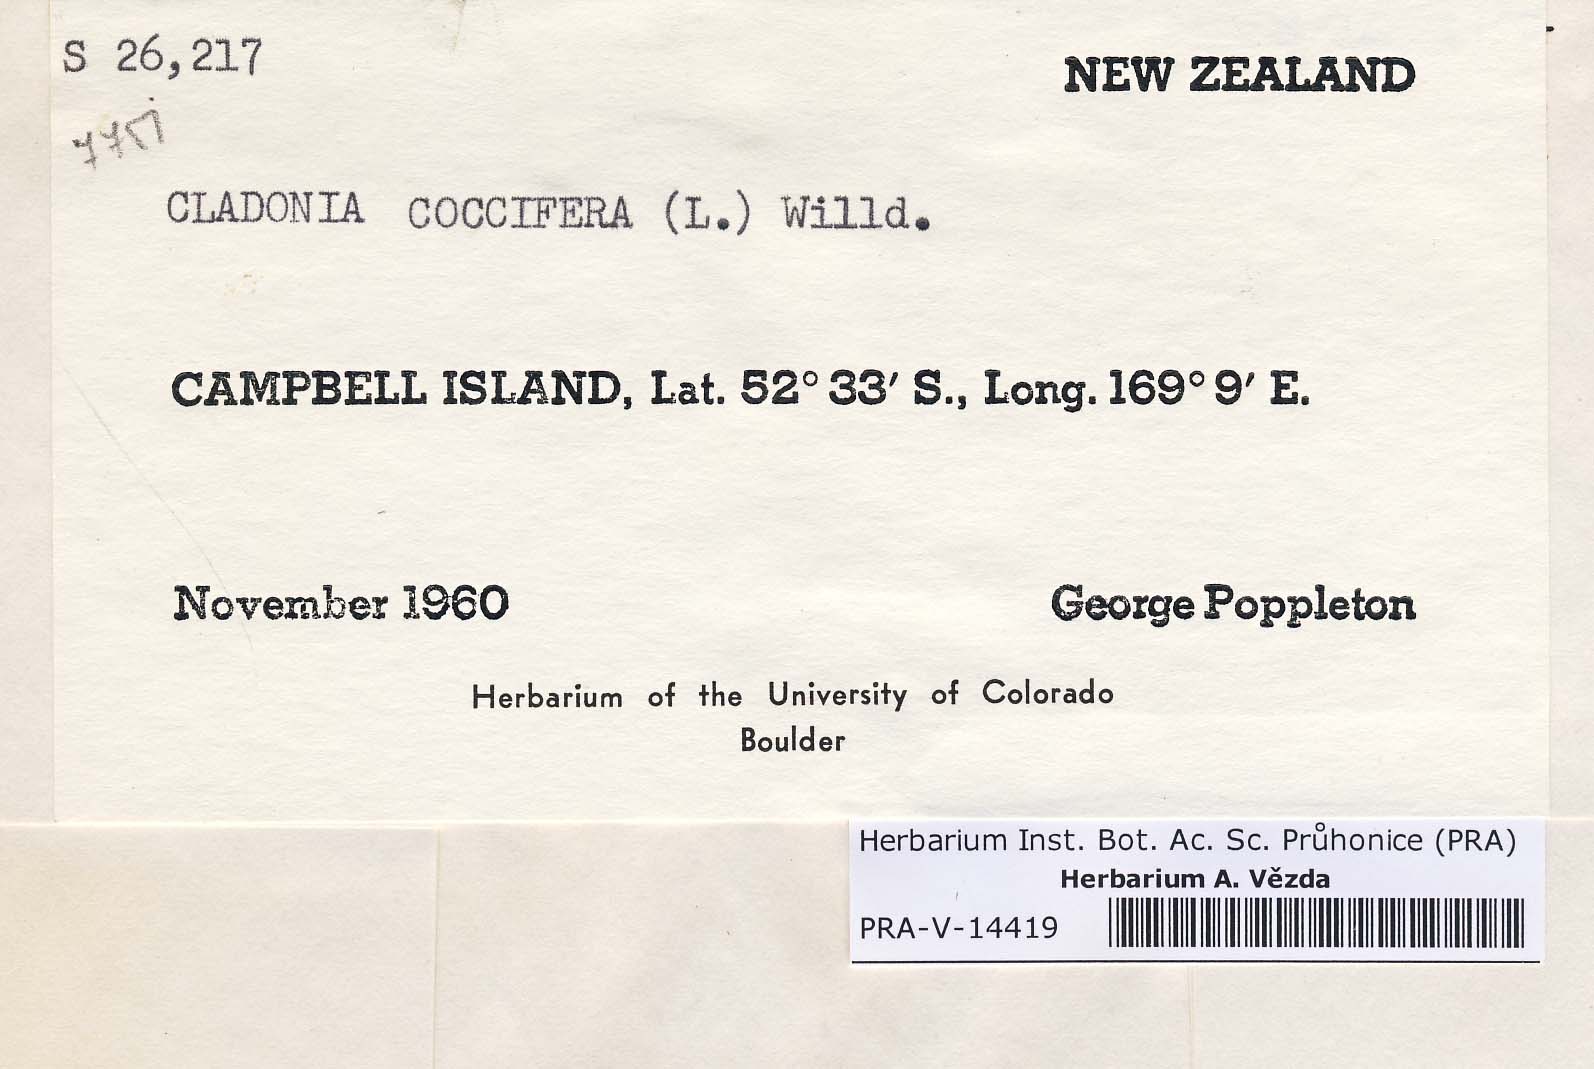 S 26,217
NEW ZEALAND
CLADONIA COCCIFERA (L.) Willd.
CAMPBELL ISLAND, Lat. 52° 33′ S., Long. 169° 9′ E.
November 1960 George Poppleton
Herbarium of the University of Colorado
Boulder
Herbarium Inst. Bot. Ac. Sc. Průhonice (PRA)
Herbarium A. Vězda
PRA-V-14419